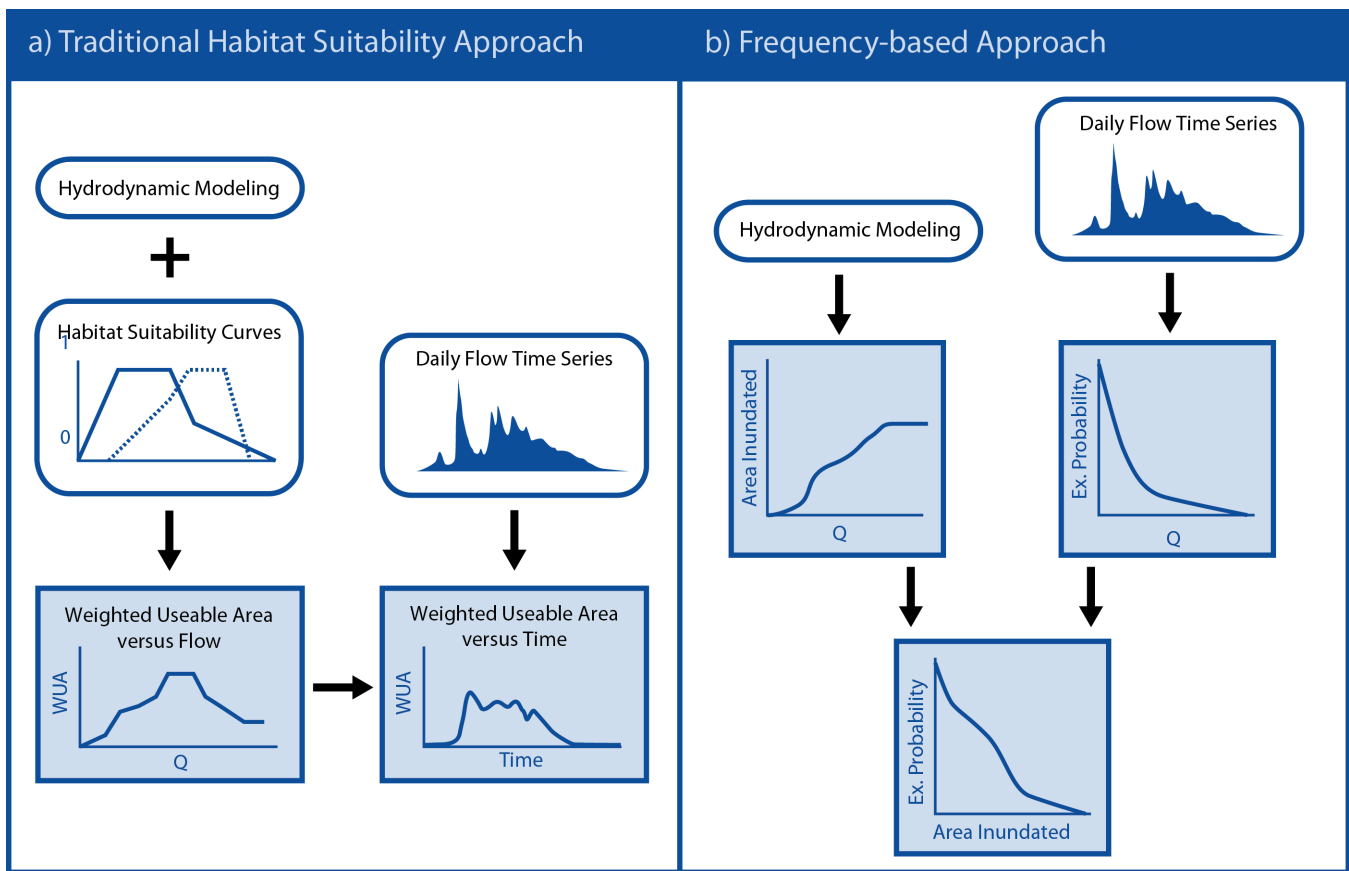 a) Traditional Habitat Suitability Approach
Hydrodynamic Modeling
+
Habitat Suitability Curves
1
0
Daily Flow Time Series
Weighted Useable Area
versus Flow
WUA
Q
Weighted Useable Area
versus Time
WUA
Time
b) Frequency-based Approach
Hydrodynamic Modeling
Daily Flow Time Series
Area Inundated
Q
Ex. Probability
Q
Ex. Probability
Area Inundated